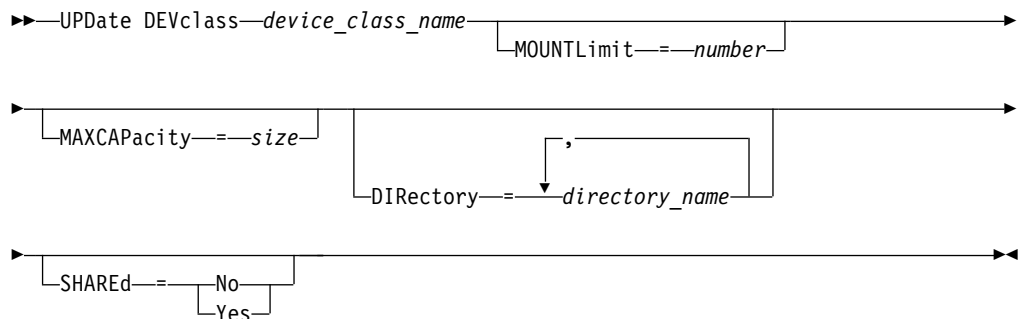 UPDate DEVclass device_class_name
MOUNTLimit = number
MAXCAPacity = size
,
DIRectory = directory_name
SHAREd = No
Yes